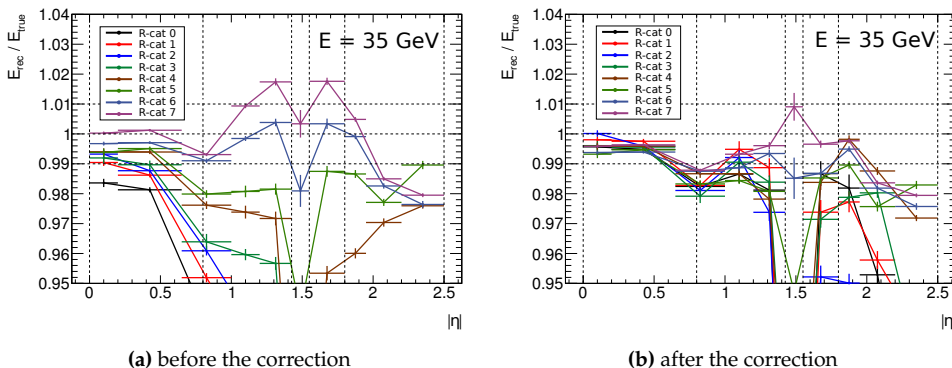 1.04
1.03
1.02
1.01
1
0.99
0.98
0.97
0.96
0.95
E_rec / E_true
R-cat 0
R-cat 1
R-cat 2
R-cat 3
R-cat 4
R-cat 5
R-cat 6
R-cat 7
E = 35 GeV
0 0.5 1.0 1.5 2.0 2.5
|η|
(a) before the correction
1.04
1.03
1.02
1.01
1
0.99
0.98
0.97
0.96
0.95
E_rec / E_true
R-cat 0
R-cat 1
R-cat 2
R-cat 3
R-cat 4
R-cat 5
R-cat 6
R-cat 7
E = 35 GeV
0 0.5 1.0 1.5 2.0 2.5
|η|
(b) after the correction